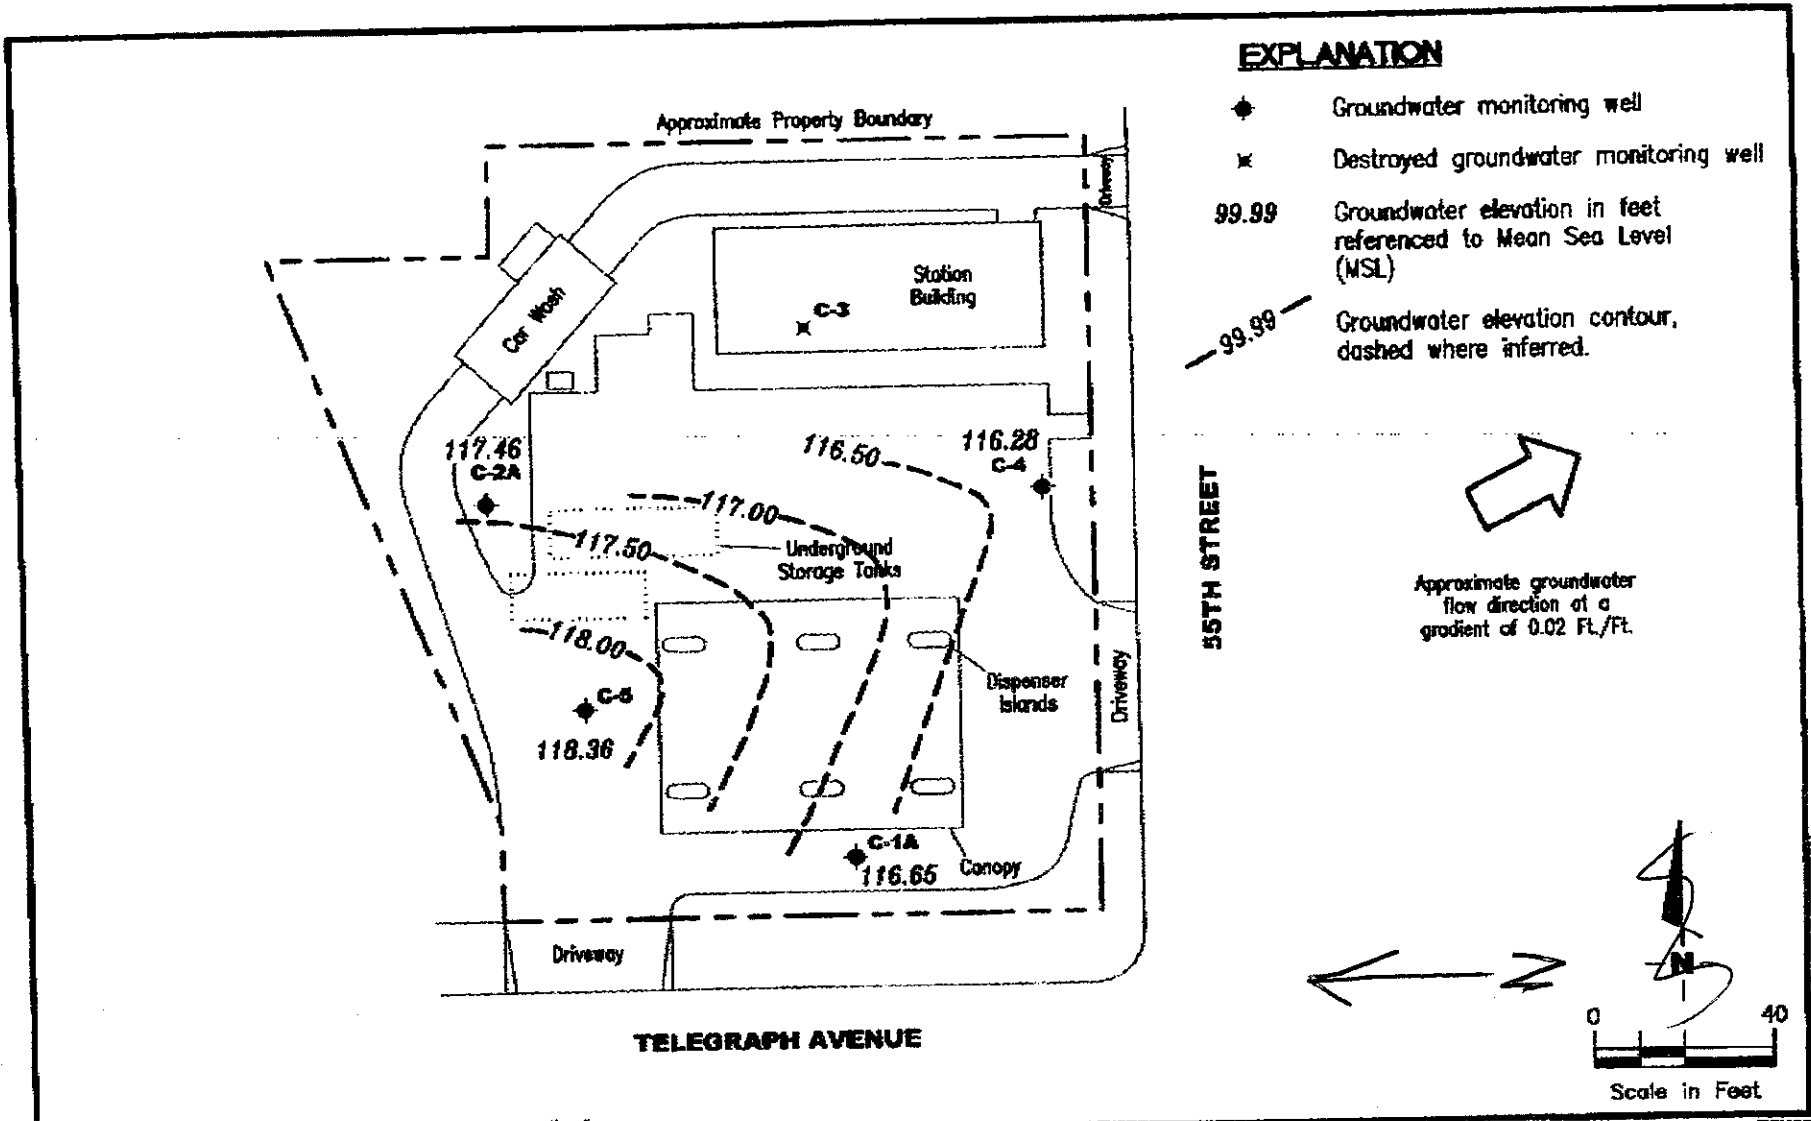 EXPLANATION
Groundwater monitoring well
Destroyed groundwater monitoring well
99.99
Groundwater elevation in feet
referenced to Mean Sea Level
(MSL)
99.99
Groundwater elevation contour,
dashed where inferred.
Approximate Property Boundary
Driveway
Station
Building
C-3
Car Wash
117.46
C-2A
116.50
116.28
C-4
117.00
117.50
Underground
Storage Tanks
118.00
C-5
118.36
Dispenser
Islands
Driveway
55TH STREET
Approximate groundwater
flow direction at a
gradient of 0.02 Ft./Ft.
C-1A
116.65
Canopy
Driveway
TELEGRAPH AVENUE
N
N
0
40
Scale in Feet